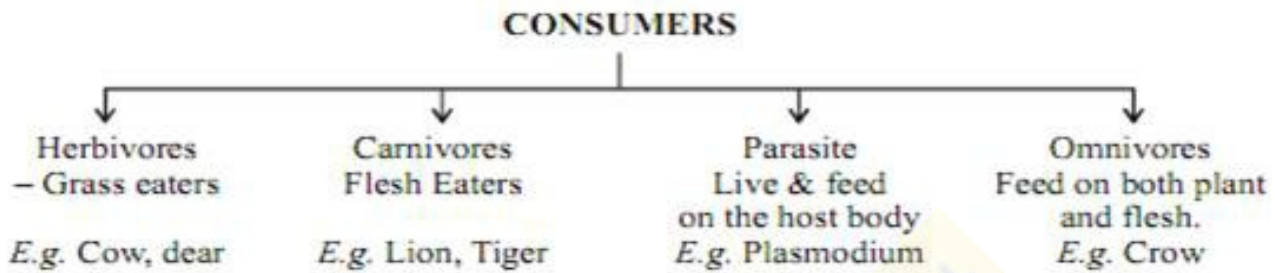 CONSUMERS
Herbivores
– Grass eaters
E.g. Cow, dear
Carnivores
Flesh Eaters
E.g. Lion, Tiger
Parasite
Live & feed
on the host body
E.g. Plasmodium
Omnivores
Feed on both plant
and flesh.
E.g. Crow